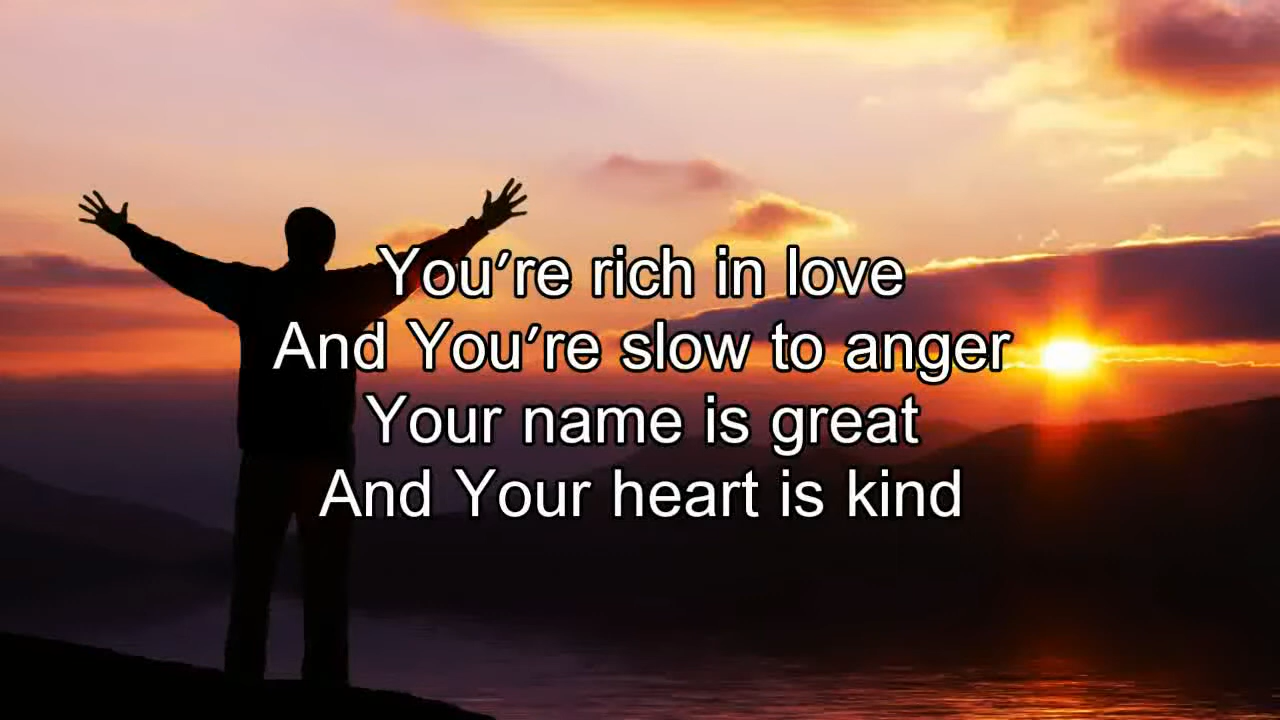 You're rich in love
And You're slow to anger
Your name is great
And Your heart is kind